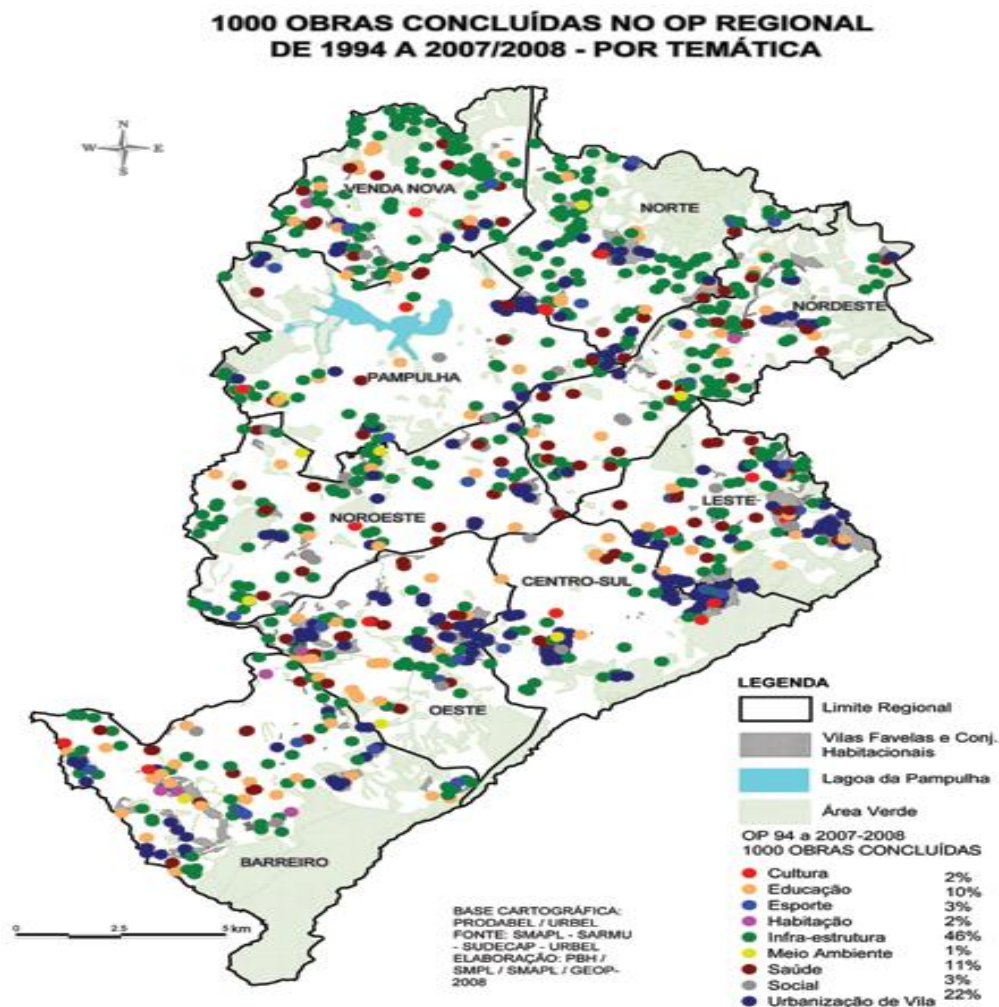 1000 OBRAS CONCLUÍDAS NO OP REGIONAL
DE 1994 A 2007/2008 - POR TEMÁTICA
N
W E
S
VENDA NOVA
NORTE
NORDESTE
PAMPULHA
LESTE
NOROESTE
CENTRO-SUL
OESTE
BARREIRO
LEGENDA
Limite Regional
Vilas Favelas e Conj.
Habitacionais
Lagoa da Pampulha
Área Verde
OP 94 a 2007-2008
1000 OBRAS CONCLUÍDAS
Cultura 2%
Educação 10%
Esporte 3%
Habitação 2%
Infra-estrutura 46%
Meio Ambiente 1%
Saúde 11%
Social 3%
Urbanização de Vila 22%
0 2.5 5 km
BASE CARTOGRÁFICA:
PRODABEL / URBEL
FONTE: SMAPL - SARMU
- SUDECAP - URBEL
ELABORAÇÃO: PBH /
SMPL / SMAPL / GEOP-
2008